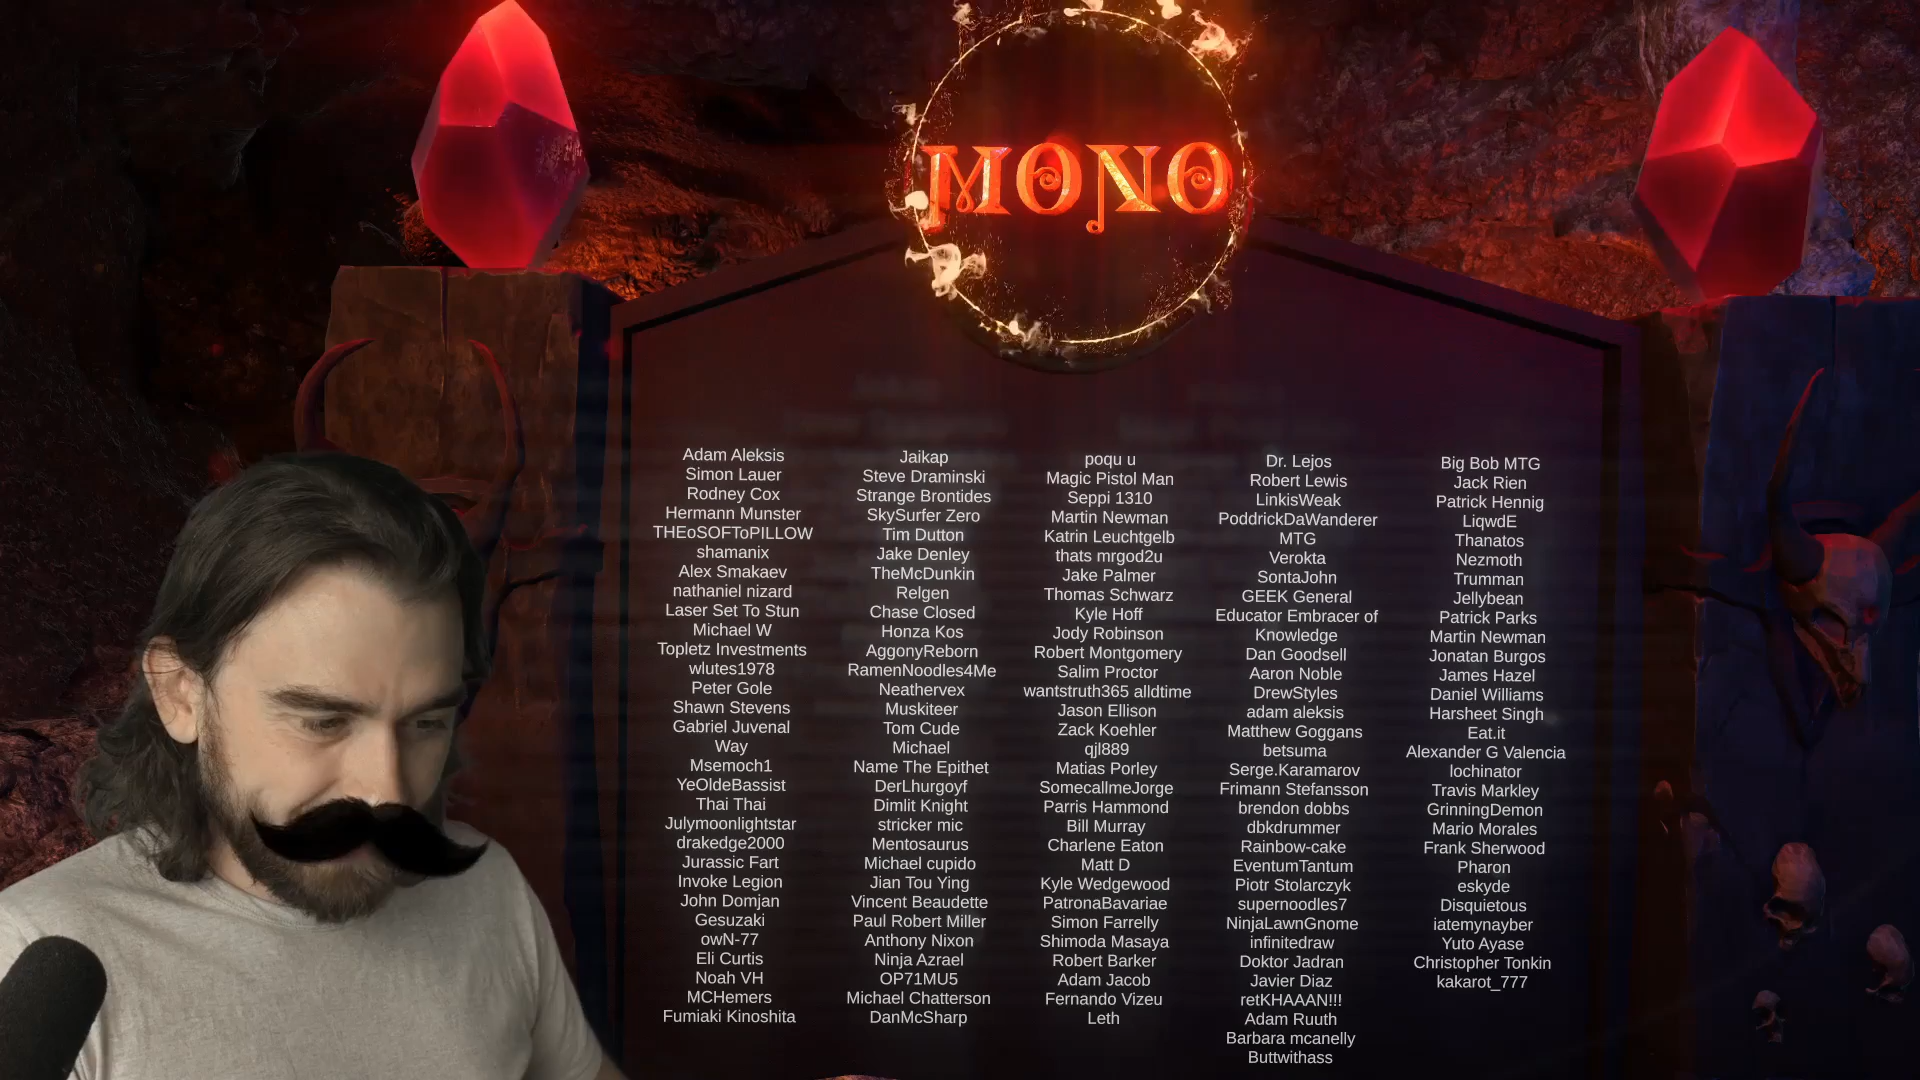 MONO
Adam Aleksis
Simon Lauer
Rodney Cox
Hermann Munster
THEoSOFToPILLOW
shamanix
Alex Smakaev
nathaniel nizard
Laser Set To Stun
Michael W
Topletz Investments
wlutes1978
Peter Gole
Shawn Stevens
Gabriel Juvenal
Way
Msemoch1
YeOldeBassist
Thai Thai
Julymoonlightstar
drakedge2000
Jurassic Fart
Invoke Legion
John Domjan
Gesuzaki
owN-77
Eli Curtis
Noah VH
MCHemers
Fumiaki Kinoshita
Jaikap
Steve Draminski
Strange Brontides
SkySurfer Zero
Tim Dutton
Jake Denley
TheMcDunkin
Relgen
Chase Closed
Honza Kos
AggonyReborn
RamenNoodles4Me
Neathervex
Muskiteer
Tom Cude
Michael
Name The Epithet
DerLhurgoyf
Dimlit Knight
stricker mic
Mentosaurus
Michael cupido
Jian Tou Ying
Vincent Beaudette
Paul Robert Miller
Anthony Nixon
Ninja Azrael
OP71MU5
Michael Chatterson
DanMcSharp
poqu u
Magic Pistol Man
Seppi 1310
Martin Newman
Katrin Leuchtgelb
thats mrgod2u
Jake Palmer
Thomas Schwarz
Kyle Hoff
Jody Robinson
Robert Montgomery
Salim Proctor
wantstruth365 alldtime
Jason Ellison
Zack Koehler
qjl889
Matias Porley
SomecallmeJorge
Parris Hammond
Bill Murray
Charlene Eaton
Matt D
Kyle Wedgewood
PatronaBavariae
Simon Farrelly
Shimoda Masaya
Robert Barker
Adam Jacob
Fernando Vizeu
Leth
Dr. Lejos
Robert Lewis
LinkisWeak
PoddrickDaWanderer
MTG
Verokta
SontaJohn
GEEK General
Educator Embracer of
Knowledge
Dan Goodsell
Aaron Noble
DrewStyles
adam aleksis
Matthew Goggans
betsuma
Serge.Karamarov
Frimann Stefansson
brendon dobbs
dbkdrummer
Rainbow-cake
EventumTantum
Piotr Stolarczyk
supernoodles7
NinjaLawnGnome
infinitedraw
Doktor Jadran
Javier Diaz
retKHAAAN!!!
Adam Ruuth
Barbara mcanelly
Buttwithass
Big Bob MTG
Jack Rien
Patrick Hennig
LiqwdE
Thanatos
Nezmoth
Trumman
Jellybean
Patrick Parks
Martin Newman
Jonatan Burgos
James Hazel
Daniel Williams
Harsheet Singh
Eat.it
Alexander G Valencia
lochinator
Travis Markley
GrinningDemon
Mario Morales
Frank Sherwood
Pharon
eskyde
Disquietous
iatemynayber
Yuto Ayase
Christopher Tonkin
kakarot_777